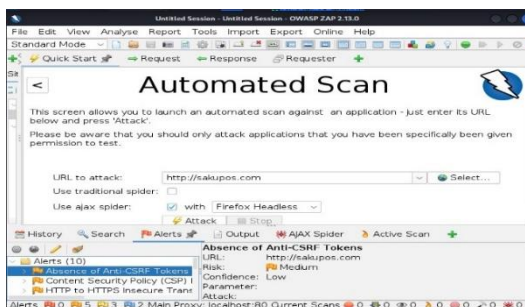 Untitled Session - Untitled Session - OWASP ZAP 2.13.0
File Edit View Analyse Report Tools Import Export Online Help
Standard Mode
Quick Start Request Response Requester
<
Automated Scan
This screen allows you to launch an automated scan against an application - just enter its URL
below and press 'Attack'.
Please be aware that you should only attack applications that you have been specifically been given
permission to test.
URL to attack: http://sakupos.com Select...
Use traditional spider:
Use ajax spider: with Firefox Headless
Attack Stop
History Search Alerts Output AJAX Spider Active Scan
Alerts (10)
Absence of Anti-CSRF Tokens
Content Security Policy (CSP)
HTTP to HTTPS Insecure Trans
Absence of Anti-CSRF Tokens
URL: http://sakupos.com
Risk: Medium
Confidence: Low
Parameter:
Attack:
Alerts 0 5 3 2 Main Proxy: localhost:80 Current Scans 0 0 0 0 0 0